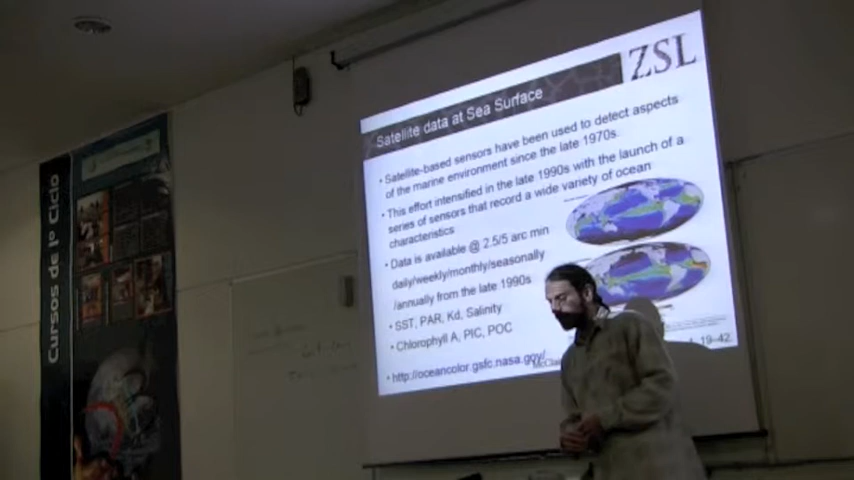 ZSL
Satellite data at Sea Surface
• Satellite-based sensors have been used to detect aspects
of the marine environment since the late 1970s.
• This effort intensified in the late 1990s with the launch of a
series of sensors that record a wide variety of ocean
characteristics
• Data is available @ 2.5/5 arc min
daily/weekly/monthly/seasonally
/annually from the late 1990s
• SST, PAR, Kd, Salinity
• Chlorophyll A, PIC, POC
• http://oceancolor.gsfc.nasa.gov/
19–42
Cursos de 1º Ciclo